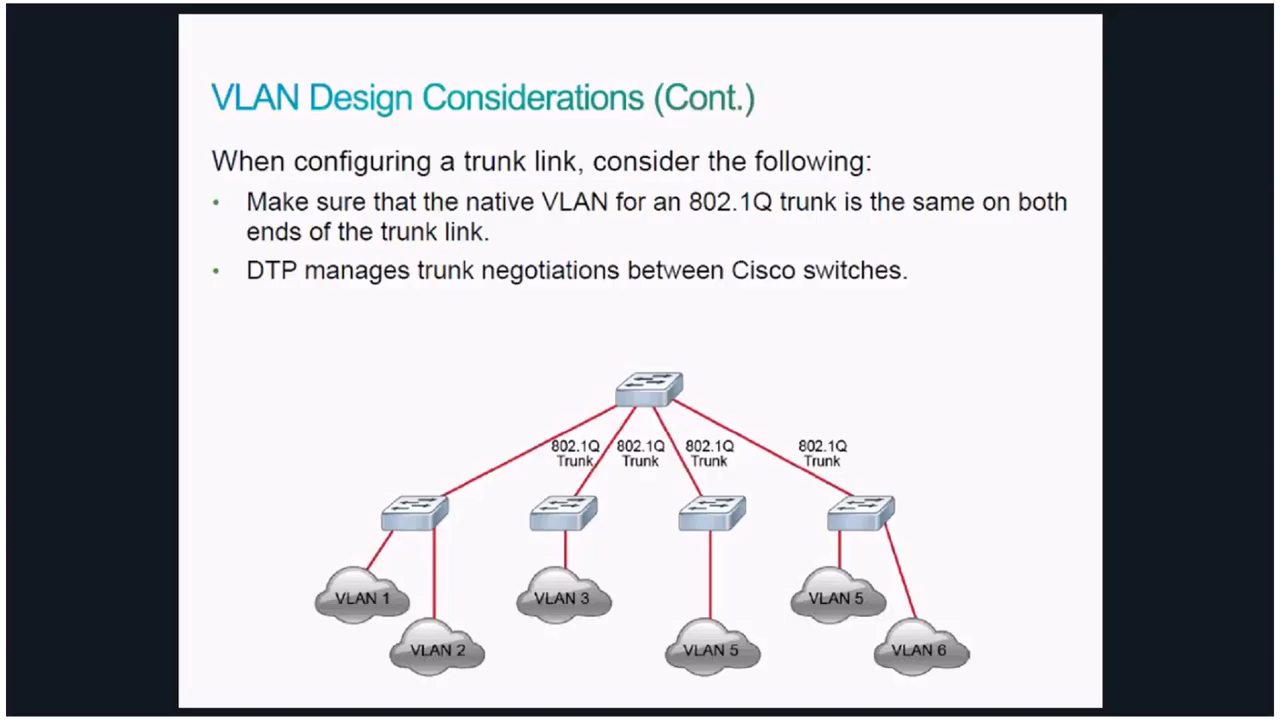 VLAN Design Considerations (Cont.)
When configuring a trunk link, consider the following:
• Make sure that the native VLAN for an 802.1Q trunk is the same on both
ends of the trunk link.
• DTP manages trunk negotiations between Cisco switches.
802.1Q
Trunk
802.1Q
Trunk
802.1Q
Trunk
802.1Q
Trunk
VLAN 1
VLAN 2
VLAN 3
VLAN 5
VLAN 5
VLAN 6